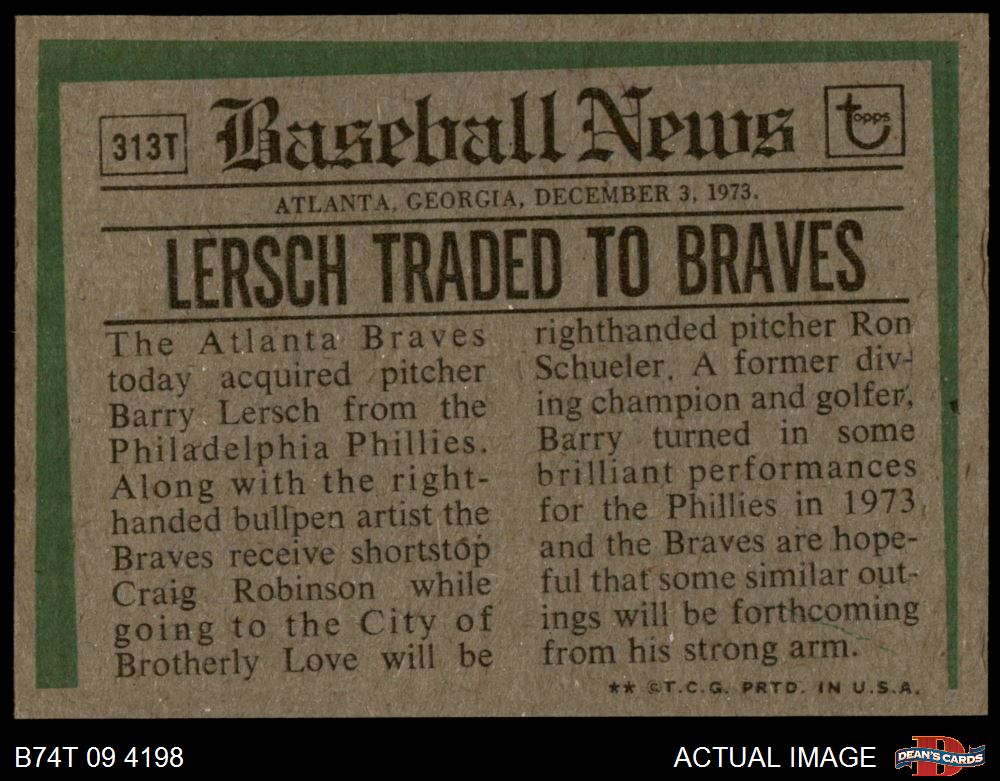 313T
Baseball News
topps
ATLANTA, GEORGIA, DECEMBER 3, 1973.
LERSCH TRADED TO BRAVES
The Atlanta Braves
today acquired pitcher
Barry Lersch from the
Philadelphia Phillies.
Along with the right-
handed bullpen artist the
Braves receive shortstop
Craig Robinson while
going to the City of
Brotherly Love will be
righthanded pitcher Ron
Schueler. A former div-
ing champion and golfer,
Barry turned in some
brilliant performances
for the Phillies in 1973
and the Braves are hope-
ful that some similar out-
ings will be forthcoming
from his strong arm.
** ©T.C.G. PRTD. IN U.S.A.
B74T 09 4198
ACTUAL IMAGE
D
DEAN'S CARDS